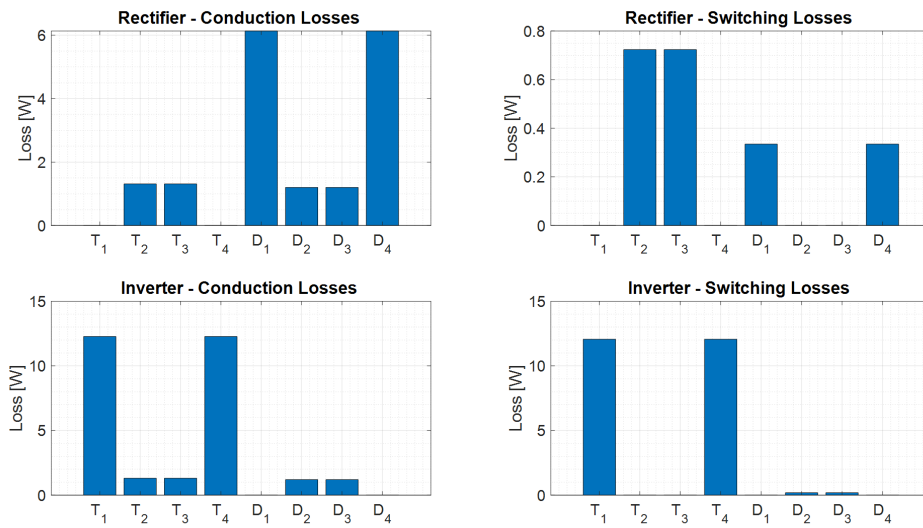 Rectifier - Conduction Losses
Loss [W]
6
4
2
0
T1 T2 T3 T4 D1 D2 D3 D4
Rectifier - Switching Losses
Loss [W]
0.8
0.6
0.4
0.2
0
T1 T2 T3 T4 D1 D2 D3 D4
Inverter - Conduction Losses
Loss [W]
15
10
5
0
T1 T2 T3 T4 D1 D2 D3 D4
Inverter - Switching Losses
Loss [W]
15
10
5
0
T1 T2 T3 T4 D1 D2 D3 D4